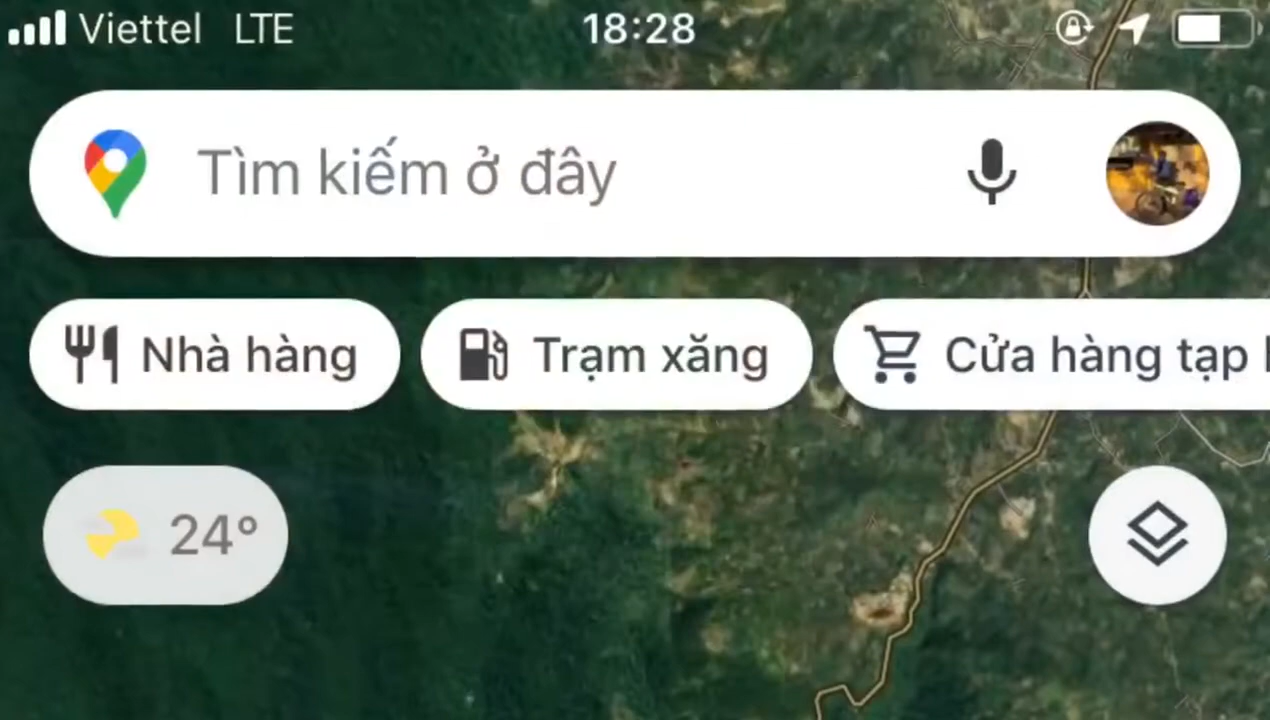 Viettel LTE 18:28
Tìm kiếm ở đây
Nhà hàng Trạm xăng Cửa hàng tạp
24°